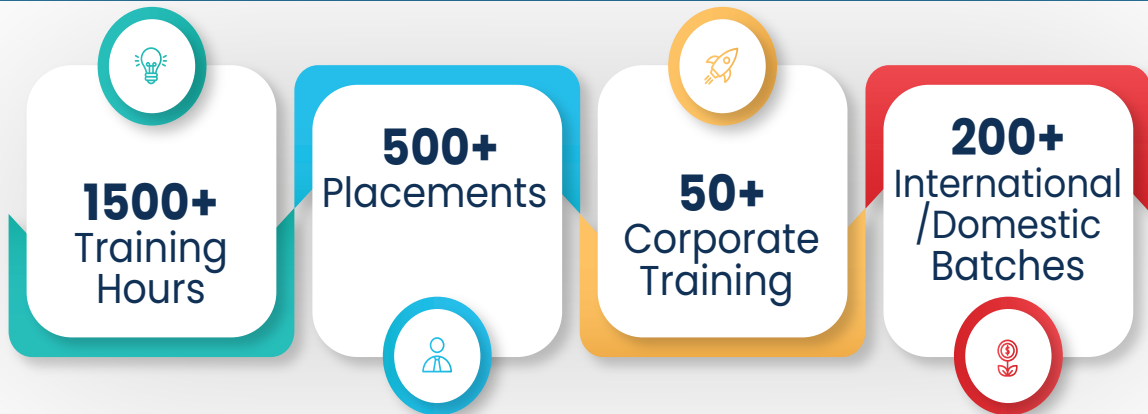 1500+
Training
Hours
500+
Placements
50+
Corporate
Training
200+
International
/Domestic
Batches